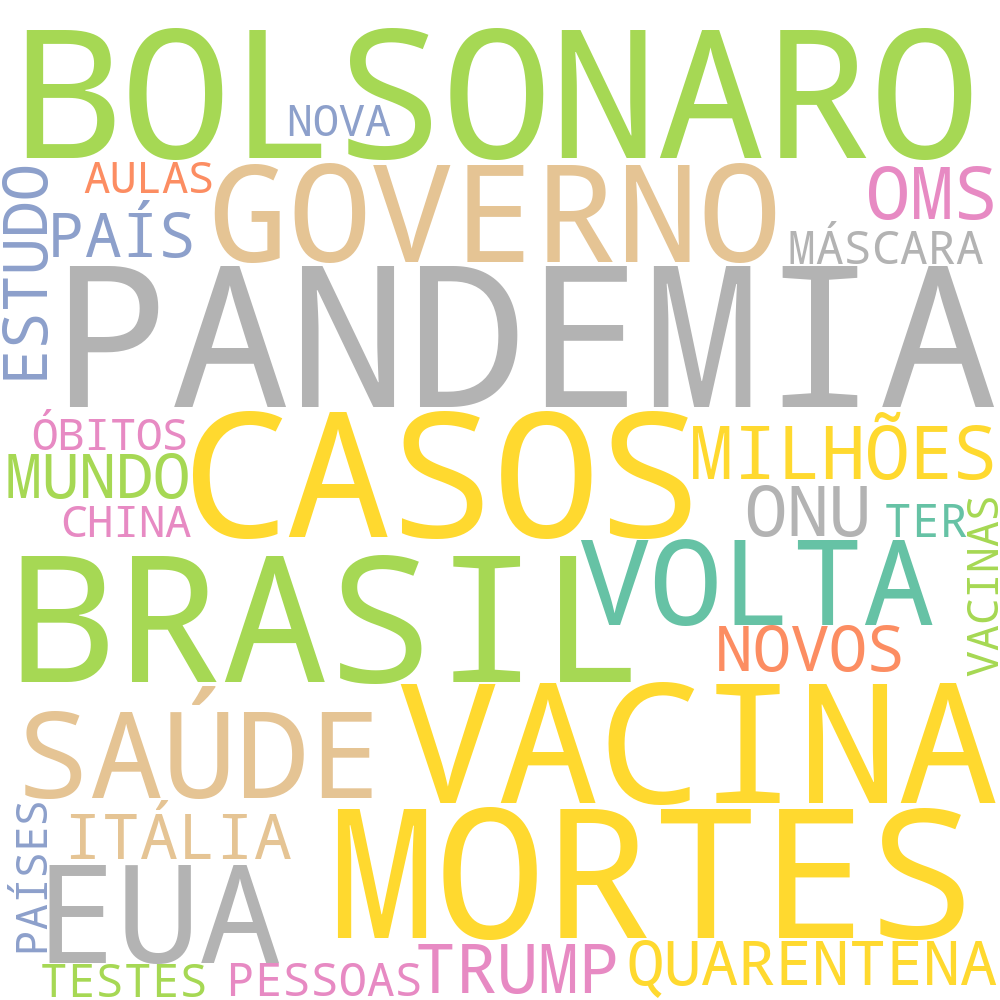 BOLSONARO
NOVA
AULAS
GOVERNO
OMS
ESTUDO
PAÍS
MÁSCARA
PANDEMIA
ÓBITOS
CASOS
MILHÕES
MUNDO
CHINA
ONU
TER
VACINAS
BRASIL
VOLTA
NOVOS
SAÚDE
VACINA
PAÍSES
ITÁLIA
MORTES
EUA
TESTES
PESSOAS
TRUMP
QUARENTENA